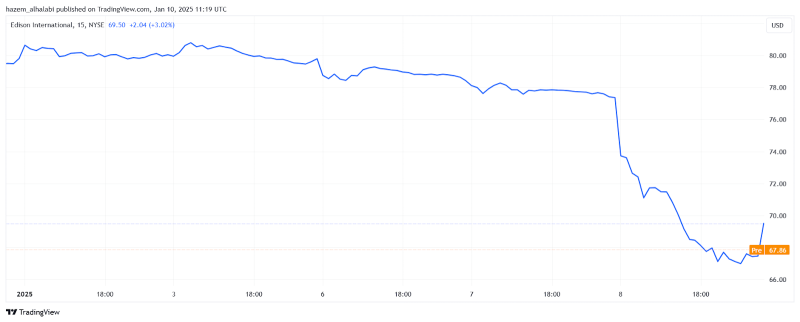 hazem_alhalabi published on TradingView.com, Jan 10, 2025 11:19 UTC
Edison International, 15, NYSE 69.50 +2.04 (+3.02%)
USD
80.00
78.00
76.00
74.00
72.00
70.00
Pre 67.86
66.00
2025 18:00 3 18:00 6 18:00 7 18:00 8 18:00
TradingView